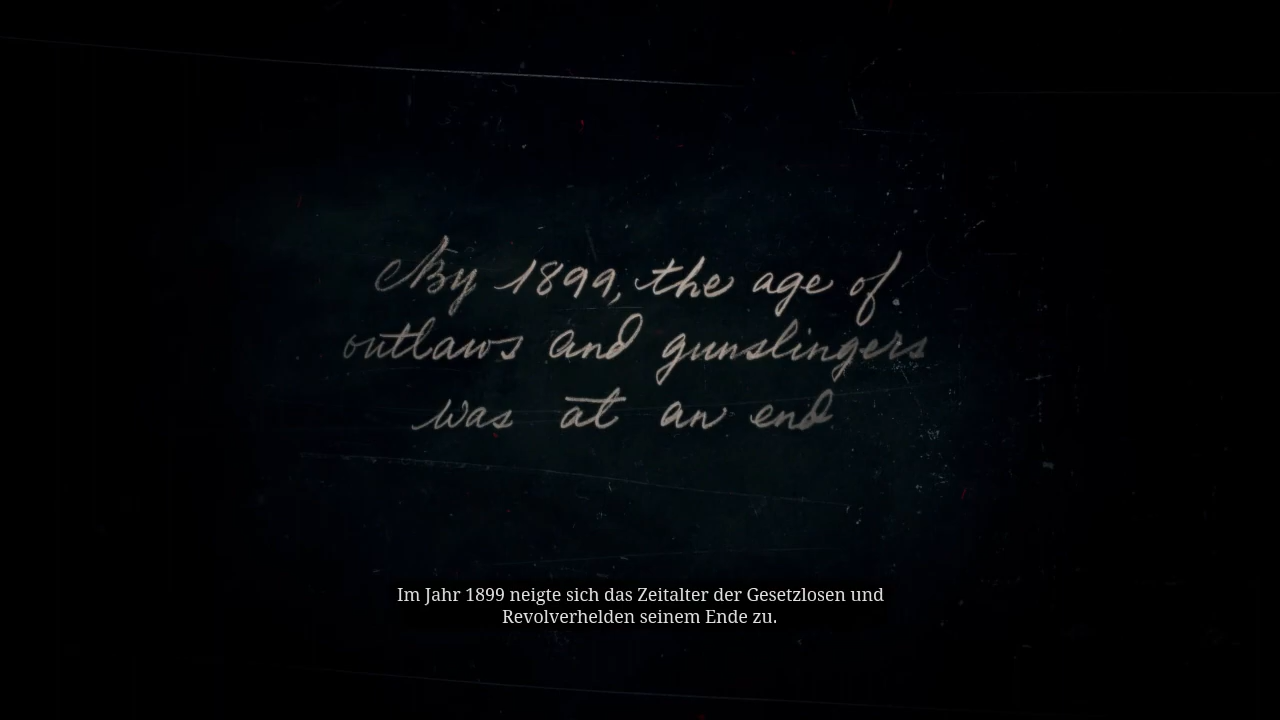 By 1899, the age of
outlaws and gunslingers
was at an end
Im Jahr 1899 neigte sich das Zeitalter der Gesetzlosen und
Revolverhelden seinem Ende zu.